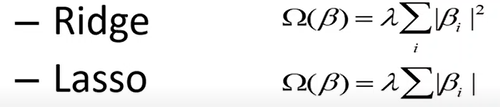 – Ridge Ω(β) = λ∑|βᵢ|²
i
– Lasso Ω(β) = λ∑|βᵢ|